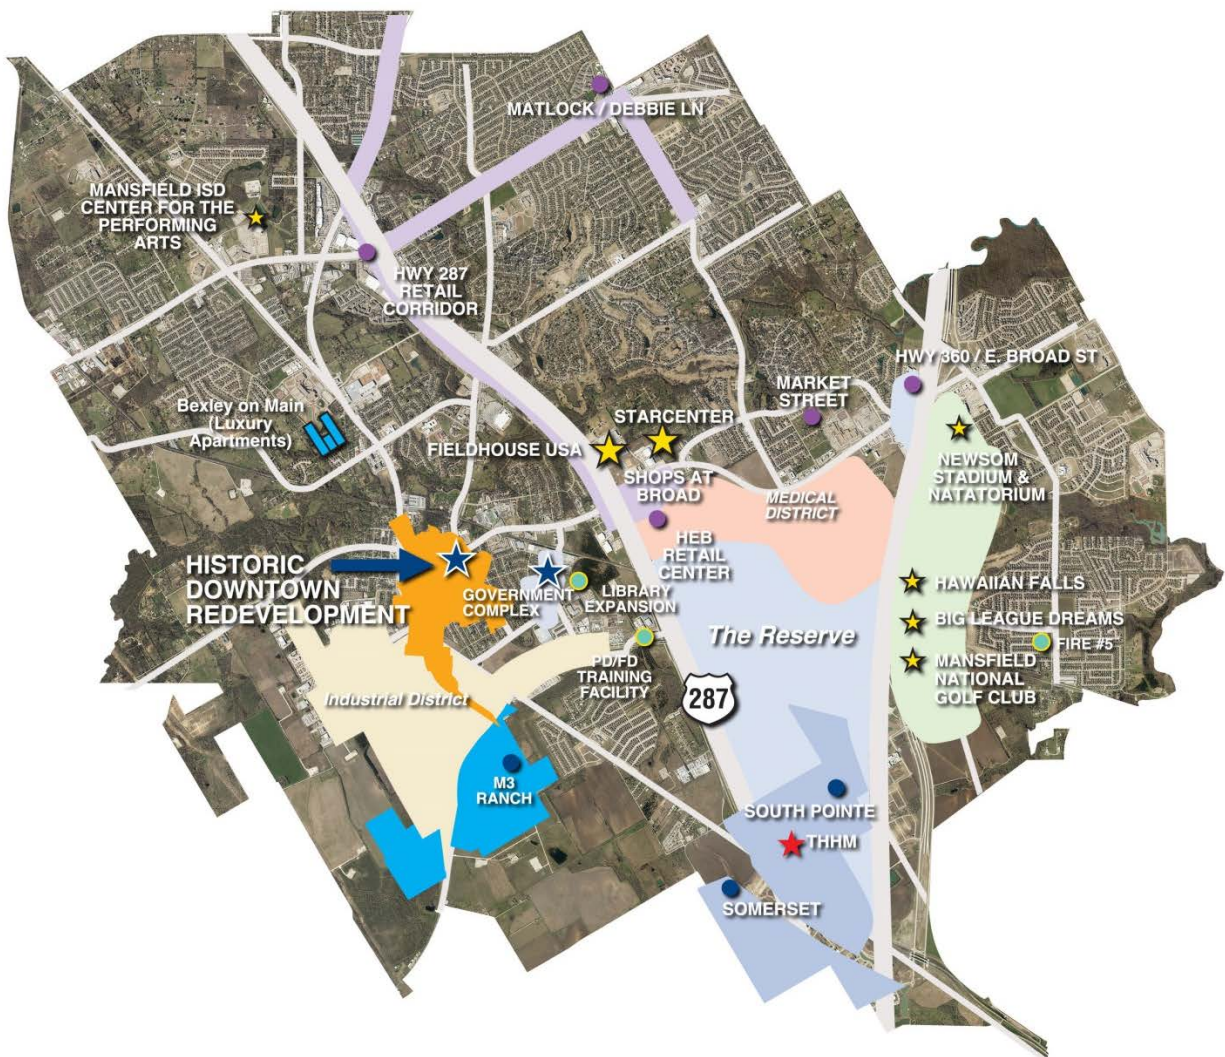 MATLOCK / DEBBIE LN
MANSFIELD ISD
CENTER FOR THE
PERFORMING
ARTS
HWY 287
RETAIL
CORRIDOR
HWY 360 / E. BROAD ST
MARKET
STREET
Bexley on Main
(Luxury
Apartments)
STARCENTER
FIELDHOUSE USA
SHOPS AT
BROAD
NEWSOM
STADIUM &
NATATORIUM
MEDICAL
DISTRICT
HEB
RETAIL
CENTER
HISTORIC
DOWNTOWN
REDEVELOPMENT
GOVERNMENT
COMPLEX
LIBRARY
EXPANSION
HAWAIIAN FALLS
BIG LEAGUE DREAMS
FIRE #5
The Reserve
MANSFIELD
NATIONAL
GOLF CLUB
PD/FD
TRAINING
FACILITY
Industrial District
287
M3
RANCH
SOUTH POINTE
THHM
SOMERSET